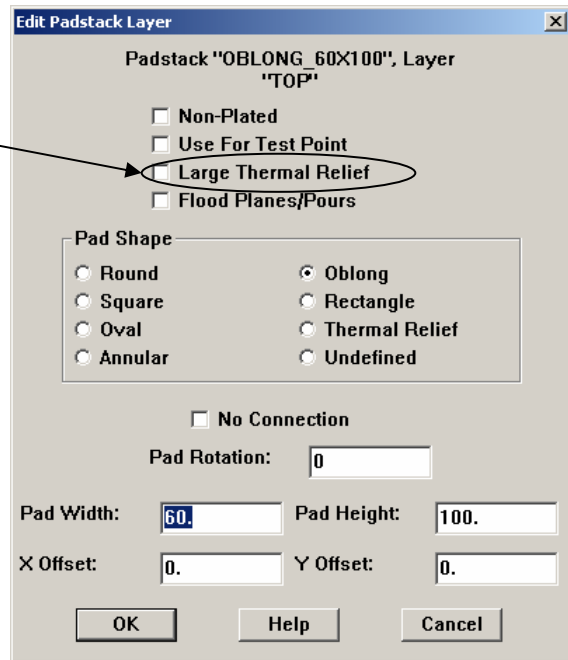 Edit Padstack Layer
Padstack "OBLONG_60X100", Layer
"TOP"
Non-Plated
Use For Test Point
Large Thermal Relief
Flood Planes/Pours
Pad Shape
Round
Oblong
Square
Rectangle
Oval
Thermal Relief
Annular
Undefined
No Connection
Pad Rotation: 0
Pad Width: 60. Pad Height: 100.
X Offset: 0. Y Offset: 0.
OK Help Cancel